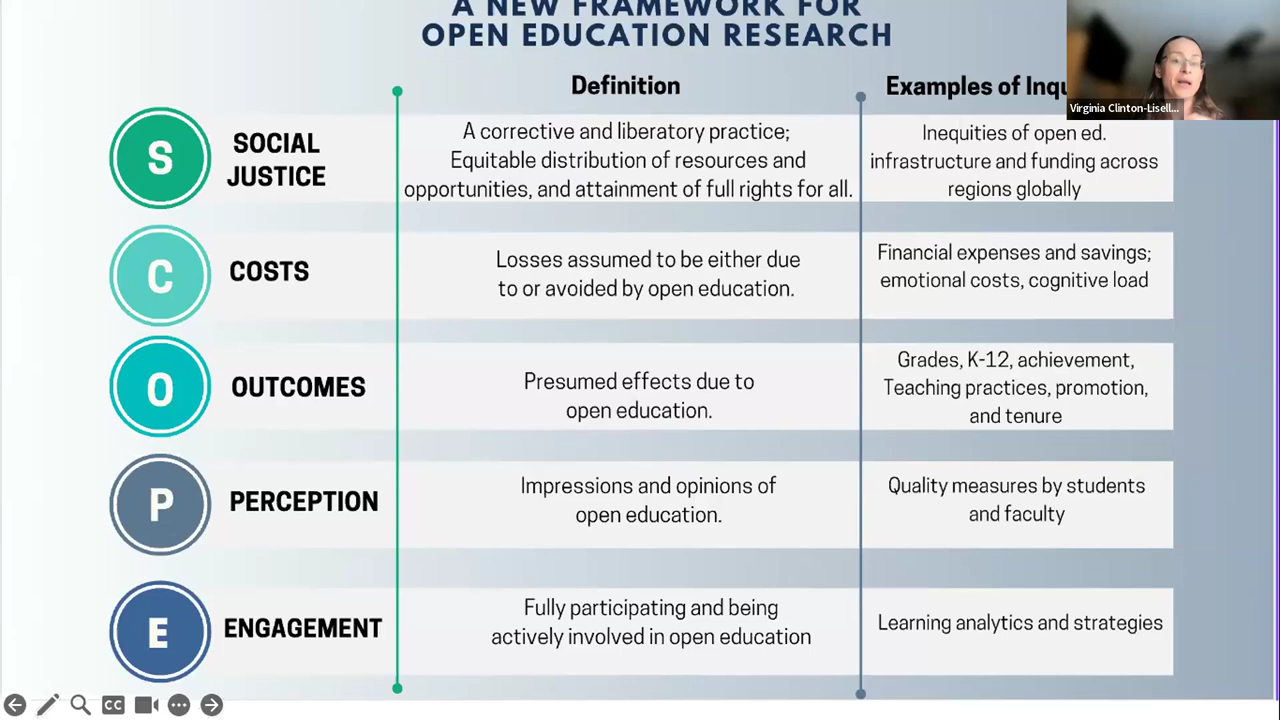 A NEW FRAMEWORK FOR
OPEN EDUCATION RESEARCH
Definition
Examples of Inqu
Virginia Clinton-Lisell...
S
SOCIAL
JUSTICE
A corrective and liberatory practice;
Equitable distribution of resources and
opportunities, and attainment of full rights for all.
Inequities of open ed.
infrastructure and funding across
regions globally
C
COSTS
Losses assumed to be either due
to or avoided by open education.
Financial expenses and savings;
emotional costs, cognitive load
O
OUTCOMES
Presumed effects due to
open education.
Grades, K-12, achievement,
Teaching practices, promotion,
and tenure
P
PERCEPTION
Impressions and opinions of
open education.
Quality measures by students
and faculty
E
ENGAGEMENT
Fully participating and being
actively involved in open education
Learning analytics and strategies
CC